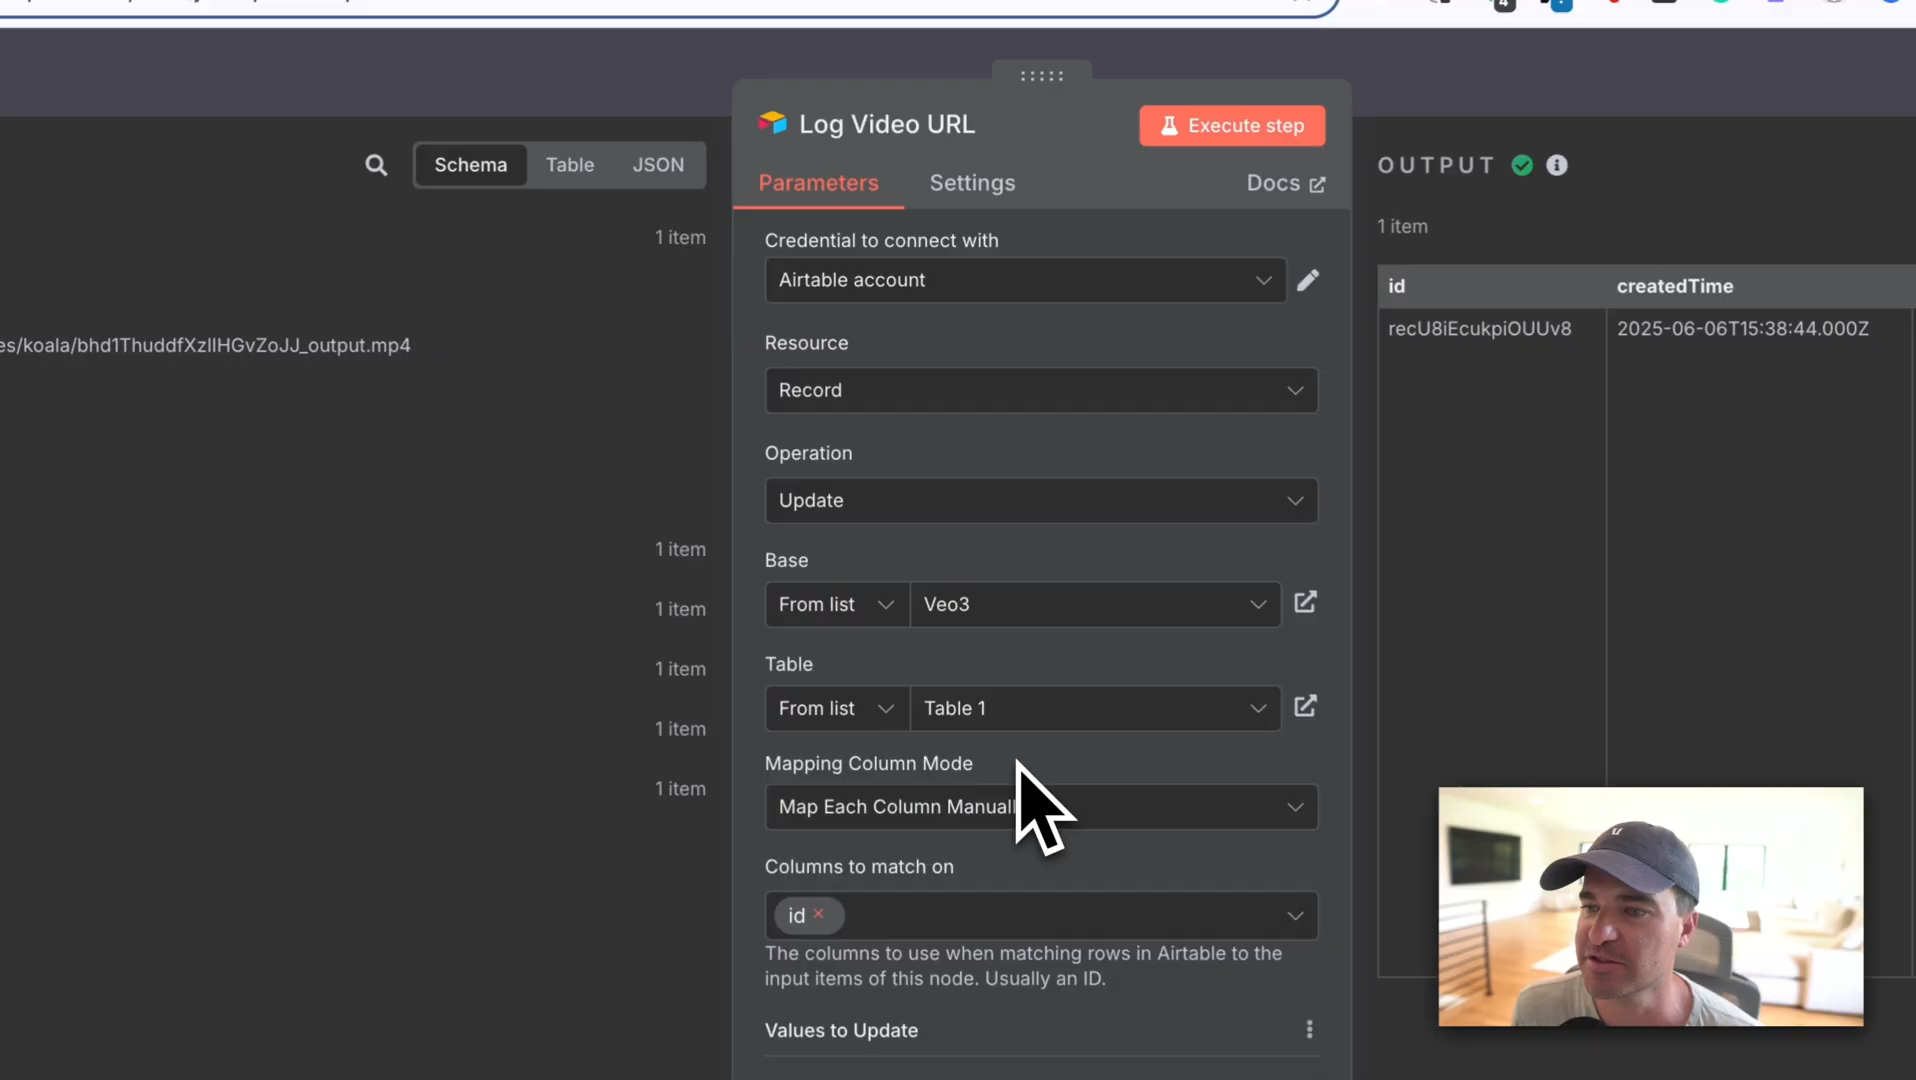 4
Log Video URL
Execute step
Schema
Table
JSON
OUTPUT
Parameters
Settings
Docs
1 item
1 item
Credential to connect with
Airtable account
id
createdTime
recU8iEcukpiOUUv8
2025-06-06T15:38:44.000Z
es/koala/bhd1ThuddfXzIlHGvZoJJ_output.mp4
Resource
Record
Operation
Update
1 item
Base
From list
Veo3
1 item
Table
1 item
From list
Table 1
1 item
Mapping Column Mode
1 item
Map Each Column Manuall
Columns to match on
id
The columns to use when matching rows in Airtable to the
input items of this node. Usually an ID.
Values to Update